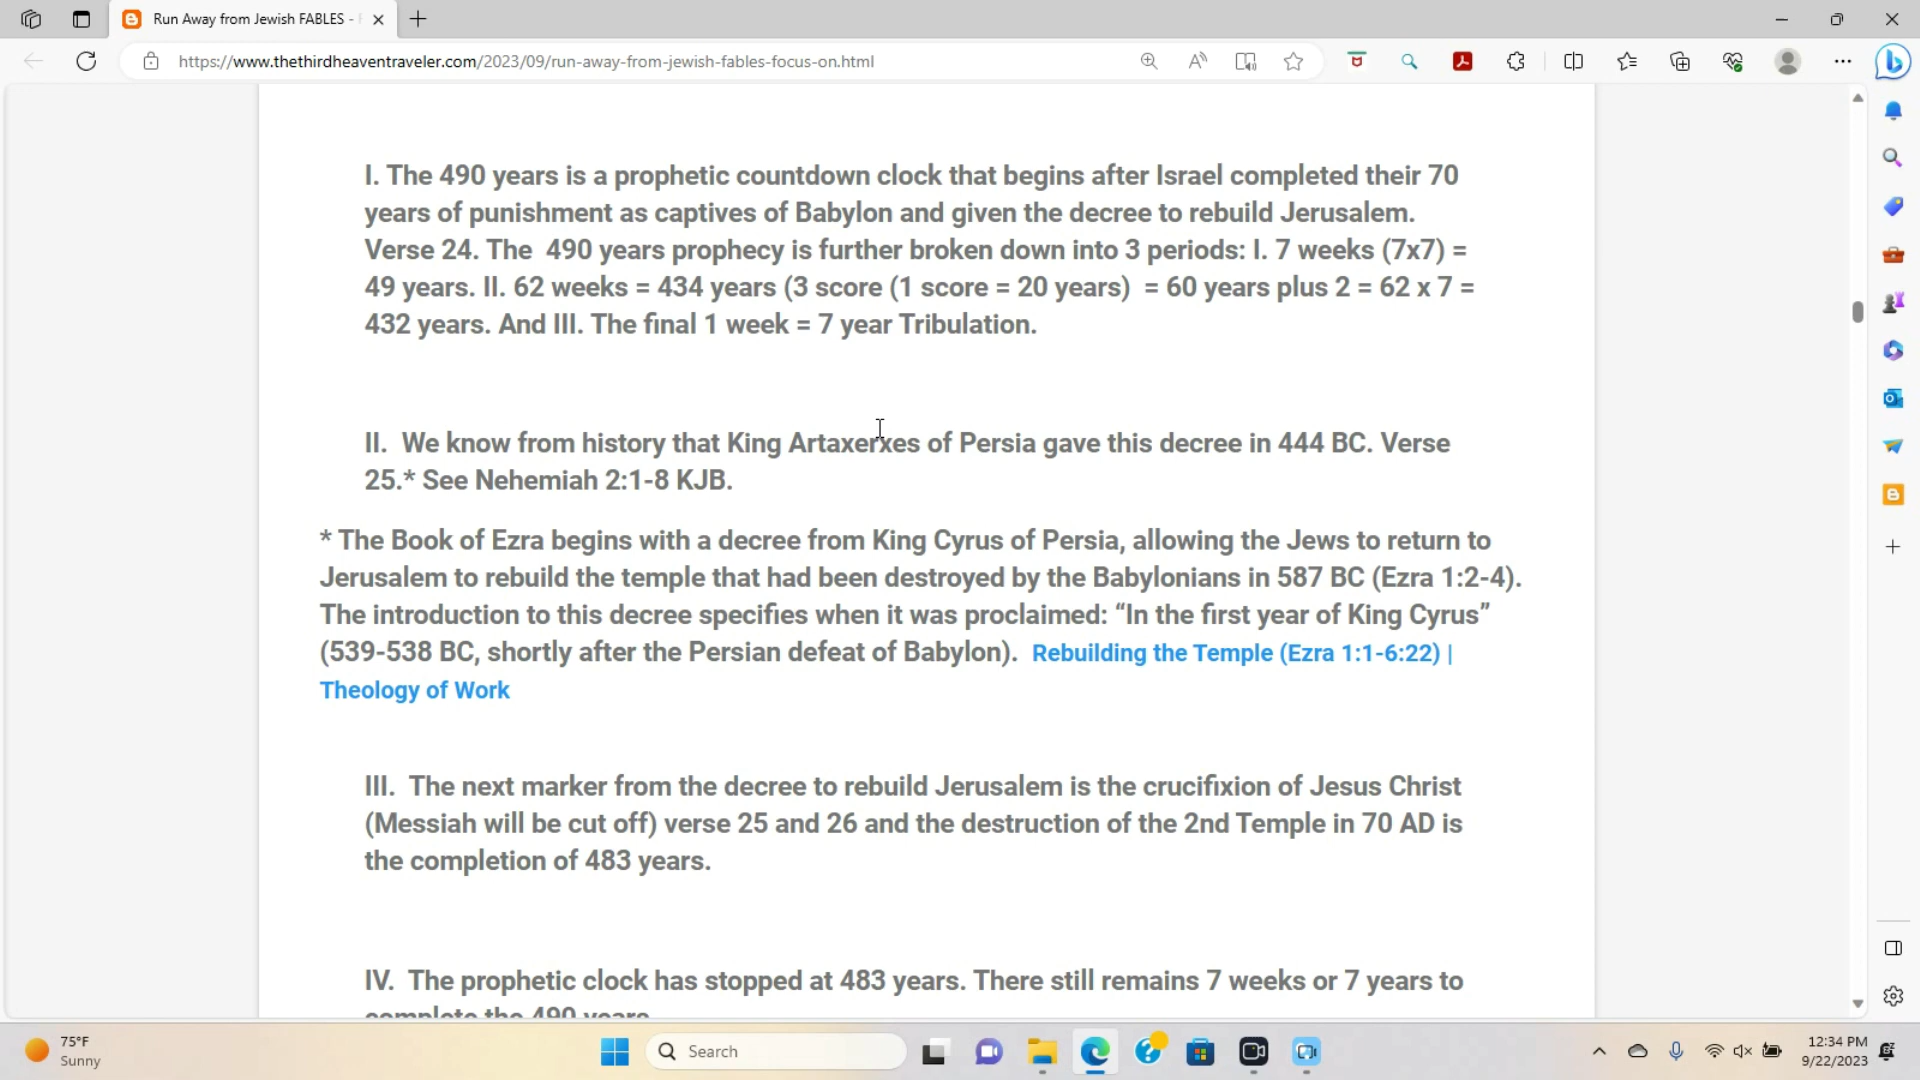 Run Away from Jewish FABLES -
https://www.thethirdheaventraveler.com/2023/09/run-away-from-jewish-fables-focus-on.html
I. The 490 years is a prophetic countdown clock that begins after Israel completed their 70
years of punishment as captives of Babylon and given the decree to rebuild Jerusalem.
Verse 24. The  490 years prophecy is further broken down into 3 periods: I. 7 weeks (7x7) =
49 years. II. 62 weeks = 434 years (3 score (1 score = 20 years)  = 60 years plus 2 = 62 x 7 =
432 years. And III. The final 1 week = 7 year Tribulation.
II.  We know from history that King Artaxerxes of Persia gave this decree in 444 BC. Verse
25.* See Nehemiah 2:1-8 KJB.
* The Book of Ezra begins with a decree from King Cyrus of Persia, allowing the Jews to return to
Jerusalem to rebuild the temple that had been destroyed by the Babylonians in 587 BC (Ezra 1:2-4).
The introduction to this decree specifies when it was proclaimed: “In the first year of King Cyrus”
(539-538 BC, shortly after the Persian defeat of Babylon).  Rebuilding the Temple (Ezra 1:1-6:22) |
Theology of Work
III.  The next marker from the decree to rebuild Jerusalem is the crucifixion of Jesus Christ
(Messiah will be cut off) verse 25 and 26 and the destruction of the 2nd Temple in 70 AD is
the completion of 483 years.
IV.  The prophetic clock has stopped at 483 years. There still remains 7 weeks or 7 years to
complete the 490 years.
75°F
Sunny
Search
12:34 PM
9/22/2023